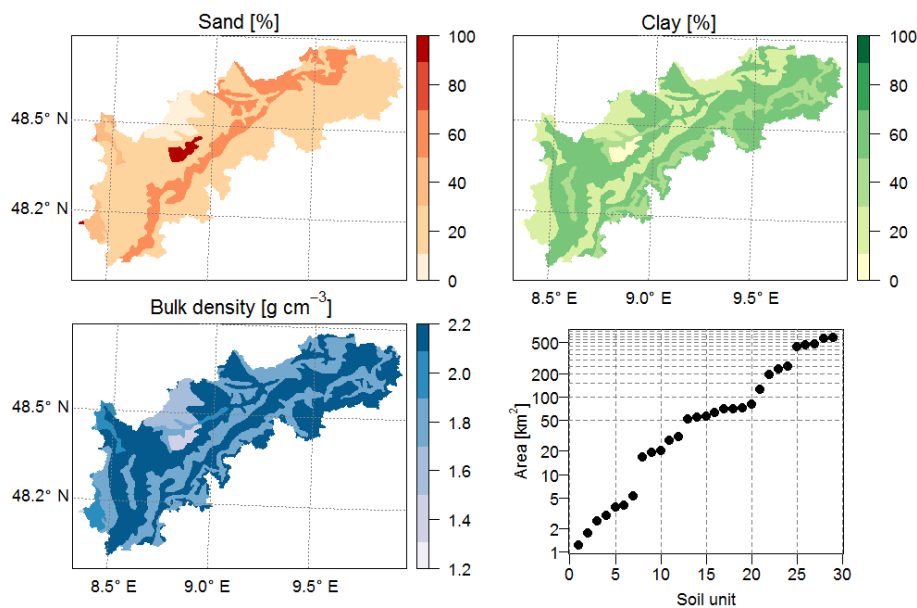 Sand [%]
100
80
60
40
20
0
48.5° N
48.2° N
Clay [%]
100
80
60
40
20
0
8.5° E 9.0° E 9.5° E
Bulk density [g cm⁻³]
2.2
2.0
1.8
1.6
1.4
1.2
48.5° N
48.2° N
8.5° E 9.0° E 9.5° E
Area [km²]
500
200
100
50
20
10
5
2
1
0 5 10 15 20 25 30
Soil unit